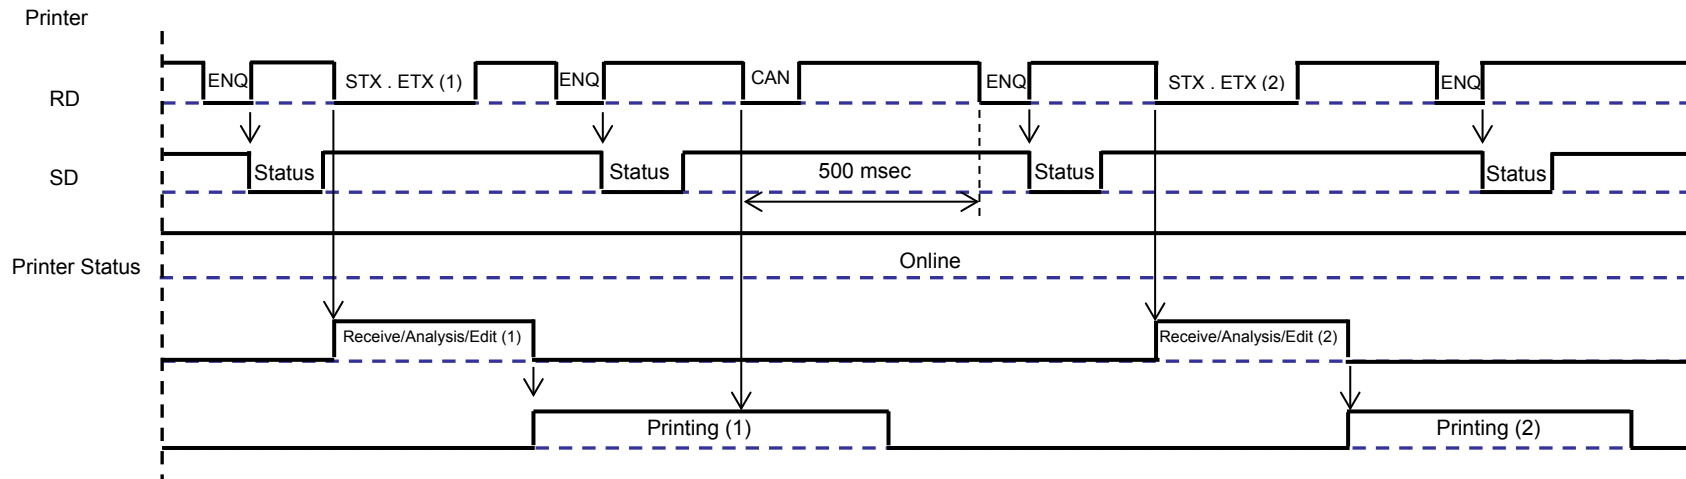 Printer
RD
ENQ
STX . ETX (1)
ENQ
CAN
ENQ
STX . ETX (2)
ENQ
SD
Status
Status
500 msec
Status
Status
Printer Status
Online
Receive/Analysis/Edit (1)
Receive/Analysis/Edit (2)
Printing (1)
Printing (2)